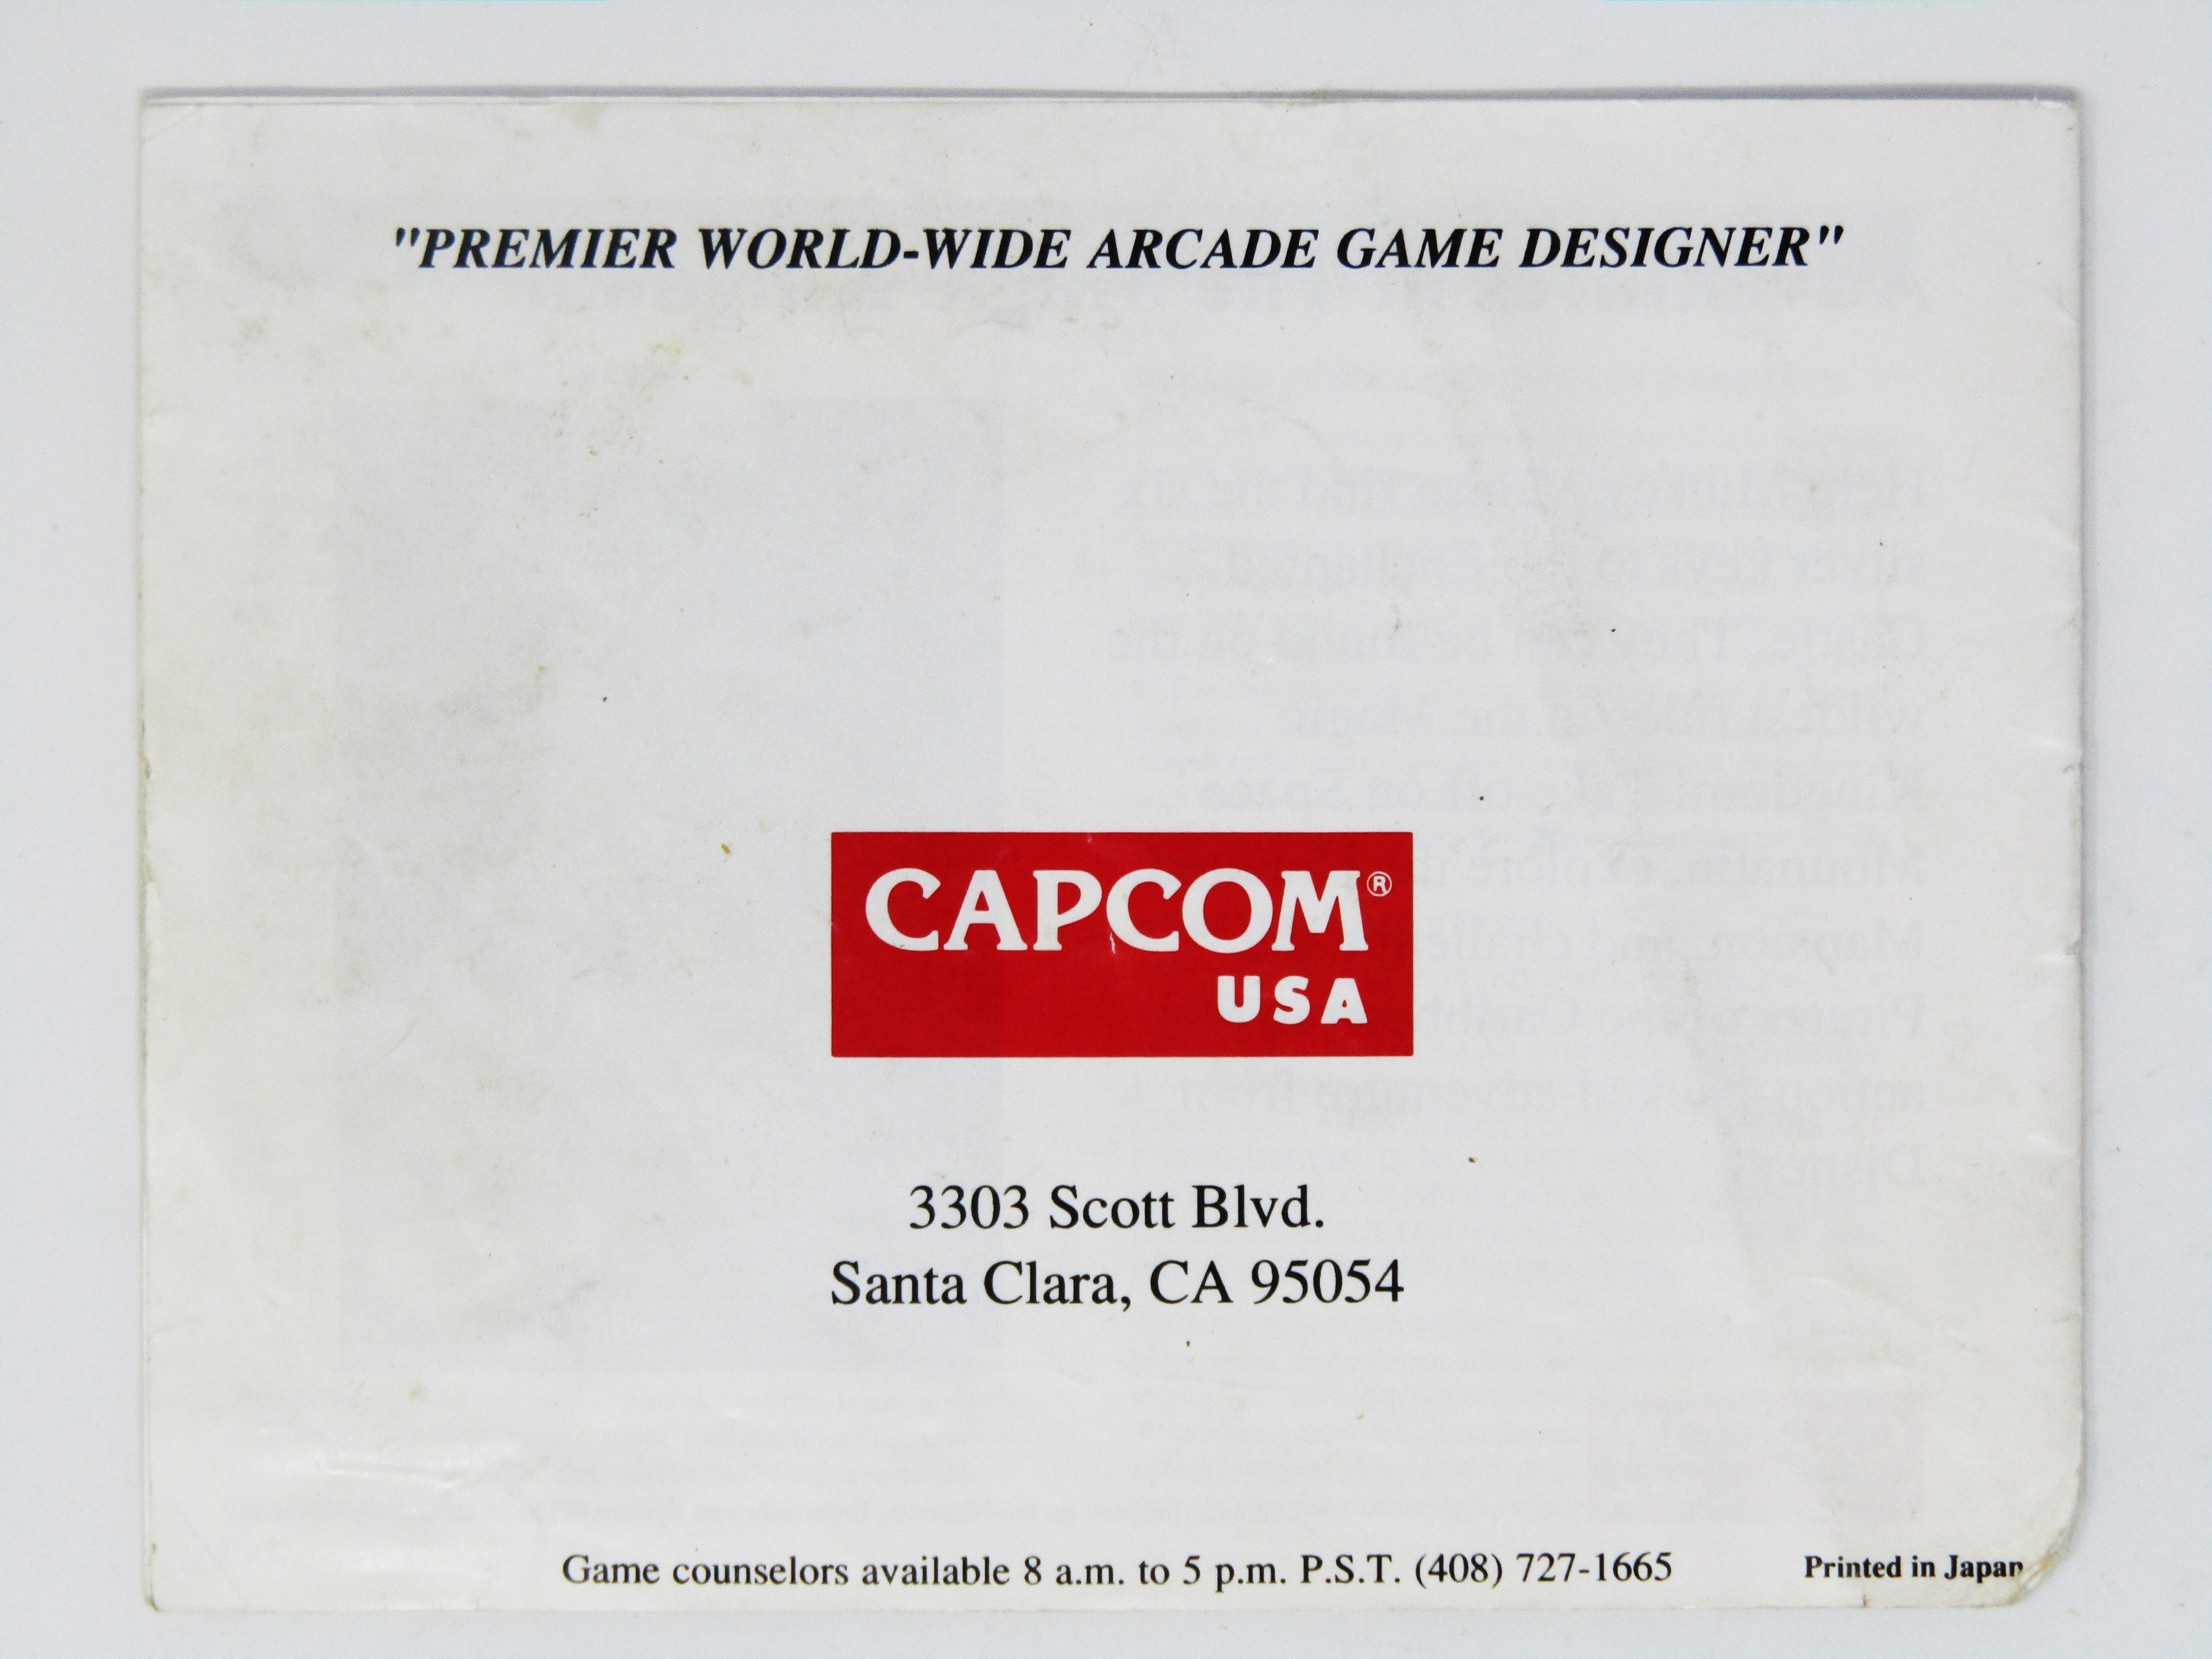 "PREMIER WORLD-WIDE ARCADE GAME DESIGNER"
CAPCOM®
USA
3303 Scott Blvd.
Santa Clara, CA 95054
Game counselors available 8 a.m. to 5 p.m. P.S.T. (408) 727-1665 Printed in Japan